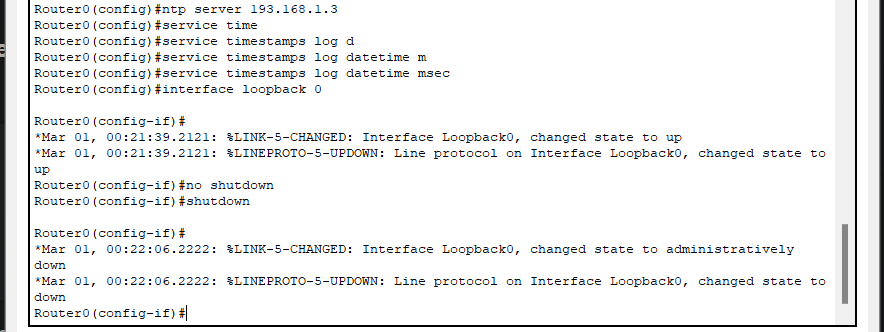 Router0(config)#ntp server 193.168.1.3
Router0(config)#service time
Router0(config)#service timestamps log d
Router0(config)#service timestamps log datetime m
Router0(config)#service timestamps log datetime msec
Router0(config)#interface loopback 0
Router0(config-if)#
*Mar 01, 00:21:39.2121: %LINK-5-CHANGED: Interface Loopback0, changed state to up
*Mar 01, 00:21:39.2121: %LINEPROTO-5-UPDOWN: Line protocol on Interface Loopback0, changed state to
up
Router0(config-if)#no shutdown
Router0(config-if)#shutdown
Router0(config-if)#
*Mar 01, 00:22:06.2222: %LINK-5-CHANGED: Interface Loopback0, changed state to administratively
down
*Mar 01, 00:22:06.2222: %LINEPROTO-5-UPDOWN: Line protocol on Interface Loopback0, changed state to
down
Router0(config-if)#